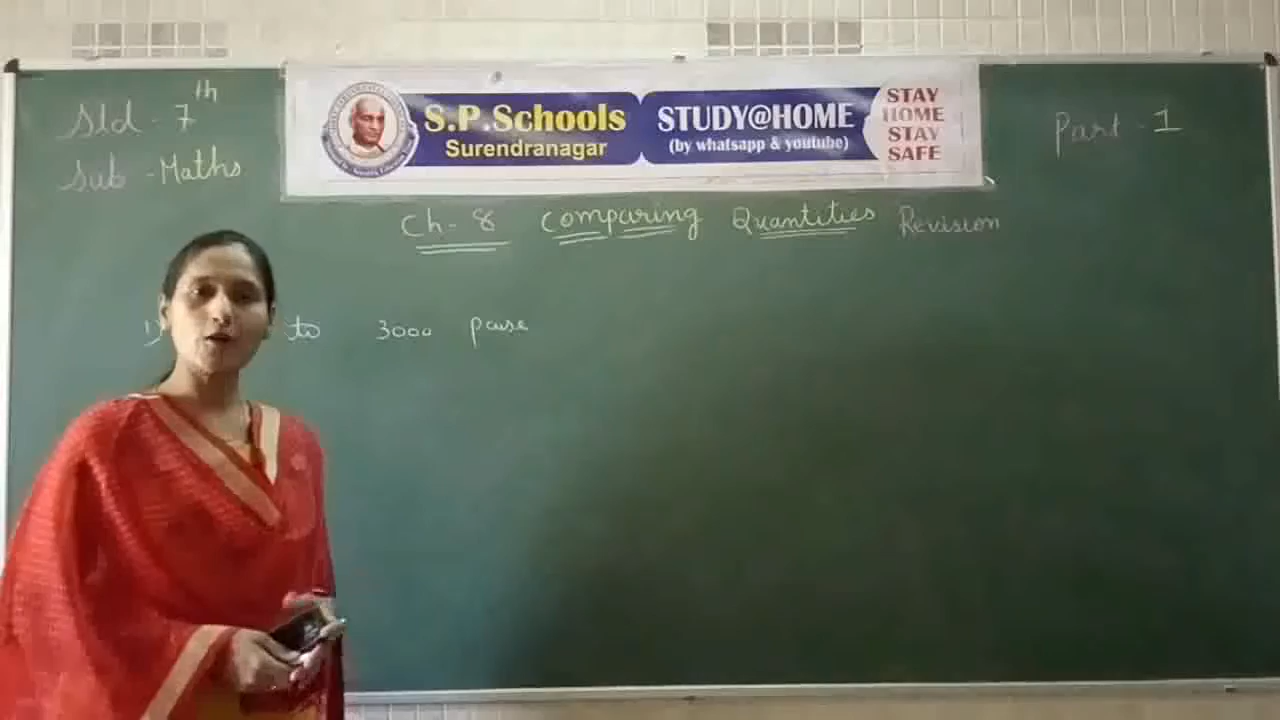 Std - 7th
Sub - Maths
S.P.Schools
Surendranagar
STUDY@HOME
(by whatsapp & youtube)
STAY
HOME
STAY
SAFE
Part - 1
Ch - 8 Comparing Quantities Revision
1) to 3000 paise